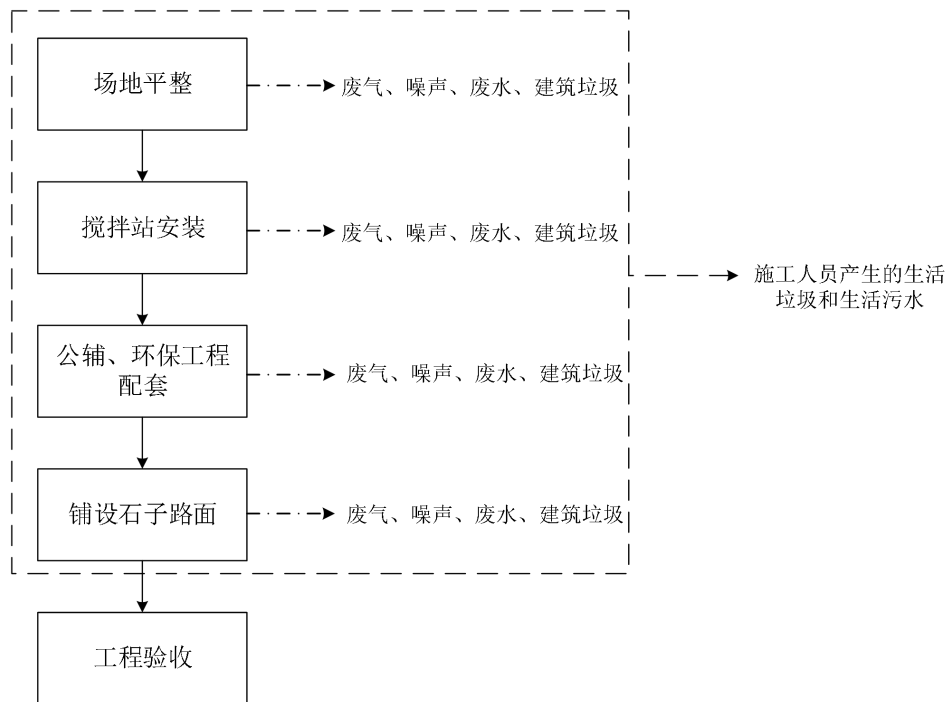 场地平整
废气、噪声、废水、建筑垃圾
搅拌站安装
废气、噪声、废水、建筑垃圾
施工人员产生的生活
垃圾和生活污水
公辅、环保工程
配套
废气、噪声、废水、建筑垃圾
铺设石子路面
废气、噪声、废水、建筑垃圾
工程验收